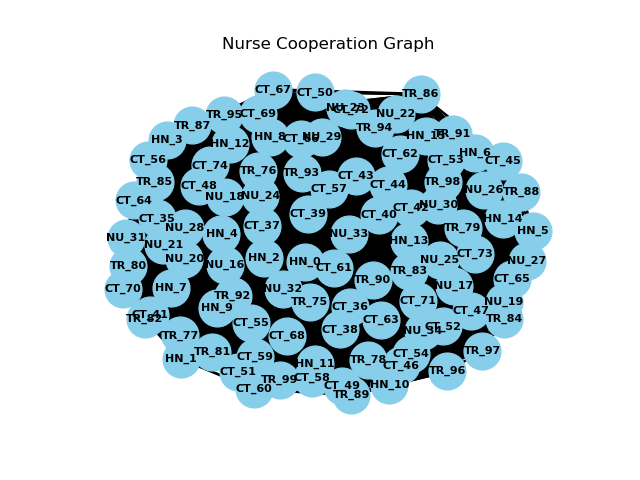 Nurse Cooperation Graph
CT_67
CT_50
TR_86
NU_23
CT_72
TR_95
CT_69
NU_22
TR_87
TR_94
HN_3
HN_12
HN_8
CT_66
NU_29
HN_15
TR_91
CT_56
CT_74
TR_76
TR_93
CT_62
CT_53
HN_6
CT_45
TR_85
CT_48
NU_18
NU_24
CT_57
CT_43
CT_44
TR_98
NU_26
TR_88
CT_64
CT_35
NU_28
CT_39
CT_40
CT_42
NU_30
HN_14
NU_31
NU_21
HN_4
CT_37
NU_33
HN_13
TR_79
HN_5
TR_80
NU_20
NU_16
HN_2
HN_0
CT_61
TR_83
NU_25
CT_73
NU_27
CT_70
HN_7
TR_92
NU_32
TR_90
NU_17
CT_65
CT_41
TR_82
HN_9
TR_75
CT_36
CT_71
NU_19
CT_47
TR_84
TR_77
CT_55
CT_68
CT_38
CT_63
NU_34
CT_52
HN_1
TR_81
CT_59
HN_11
TR_78
CT_54
CT_46
TR_97
CT_51
TR_99
CT_58
TR_96
CT_60
CT_49
TR_89
HN_10